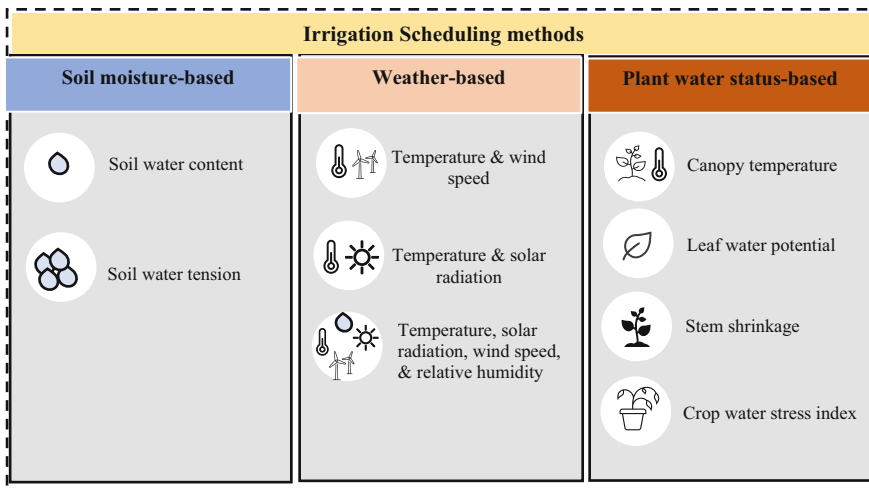 Irrigation Scheduling methods
Soil moisture-based
Weather-based
Plant water status-based
Soil water content
Soil water tension
Temperature & wind
speed
Temperature & solar
radiation
Temperature, solar
radiation, wind speed,
& relative humidity
Canopy temperature
Leaf water potential
Stem shrinkage
Crop water stress index